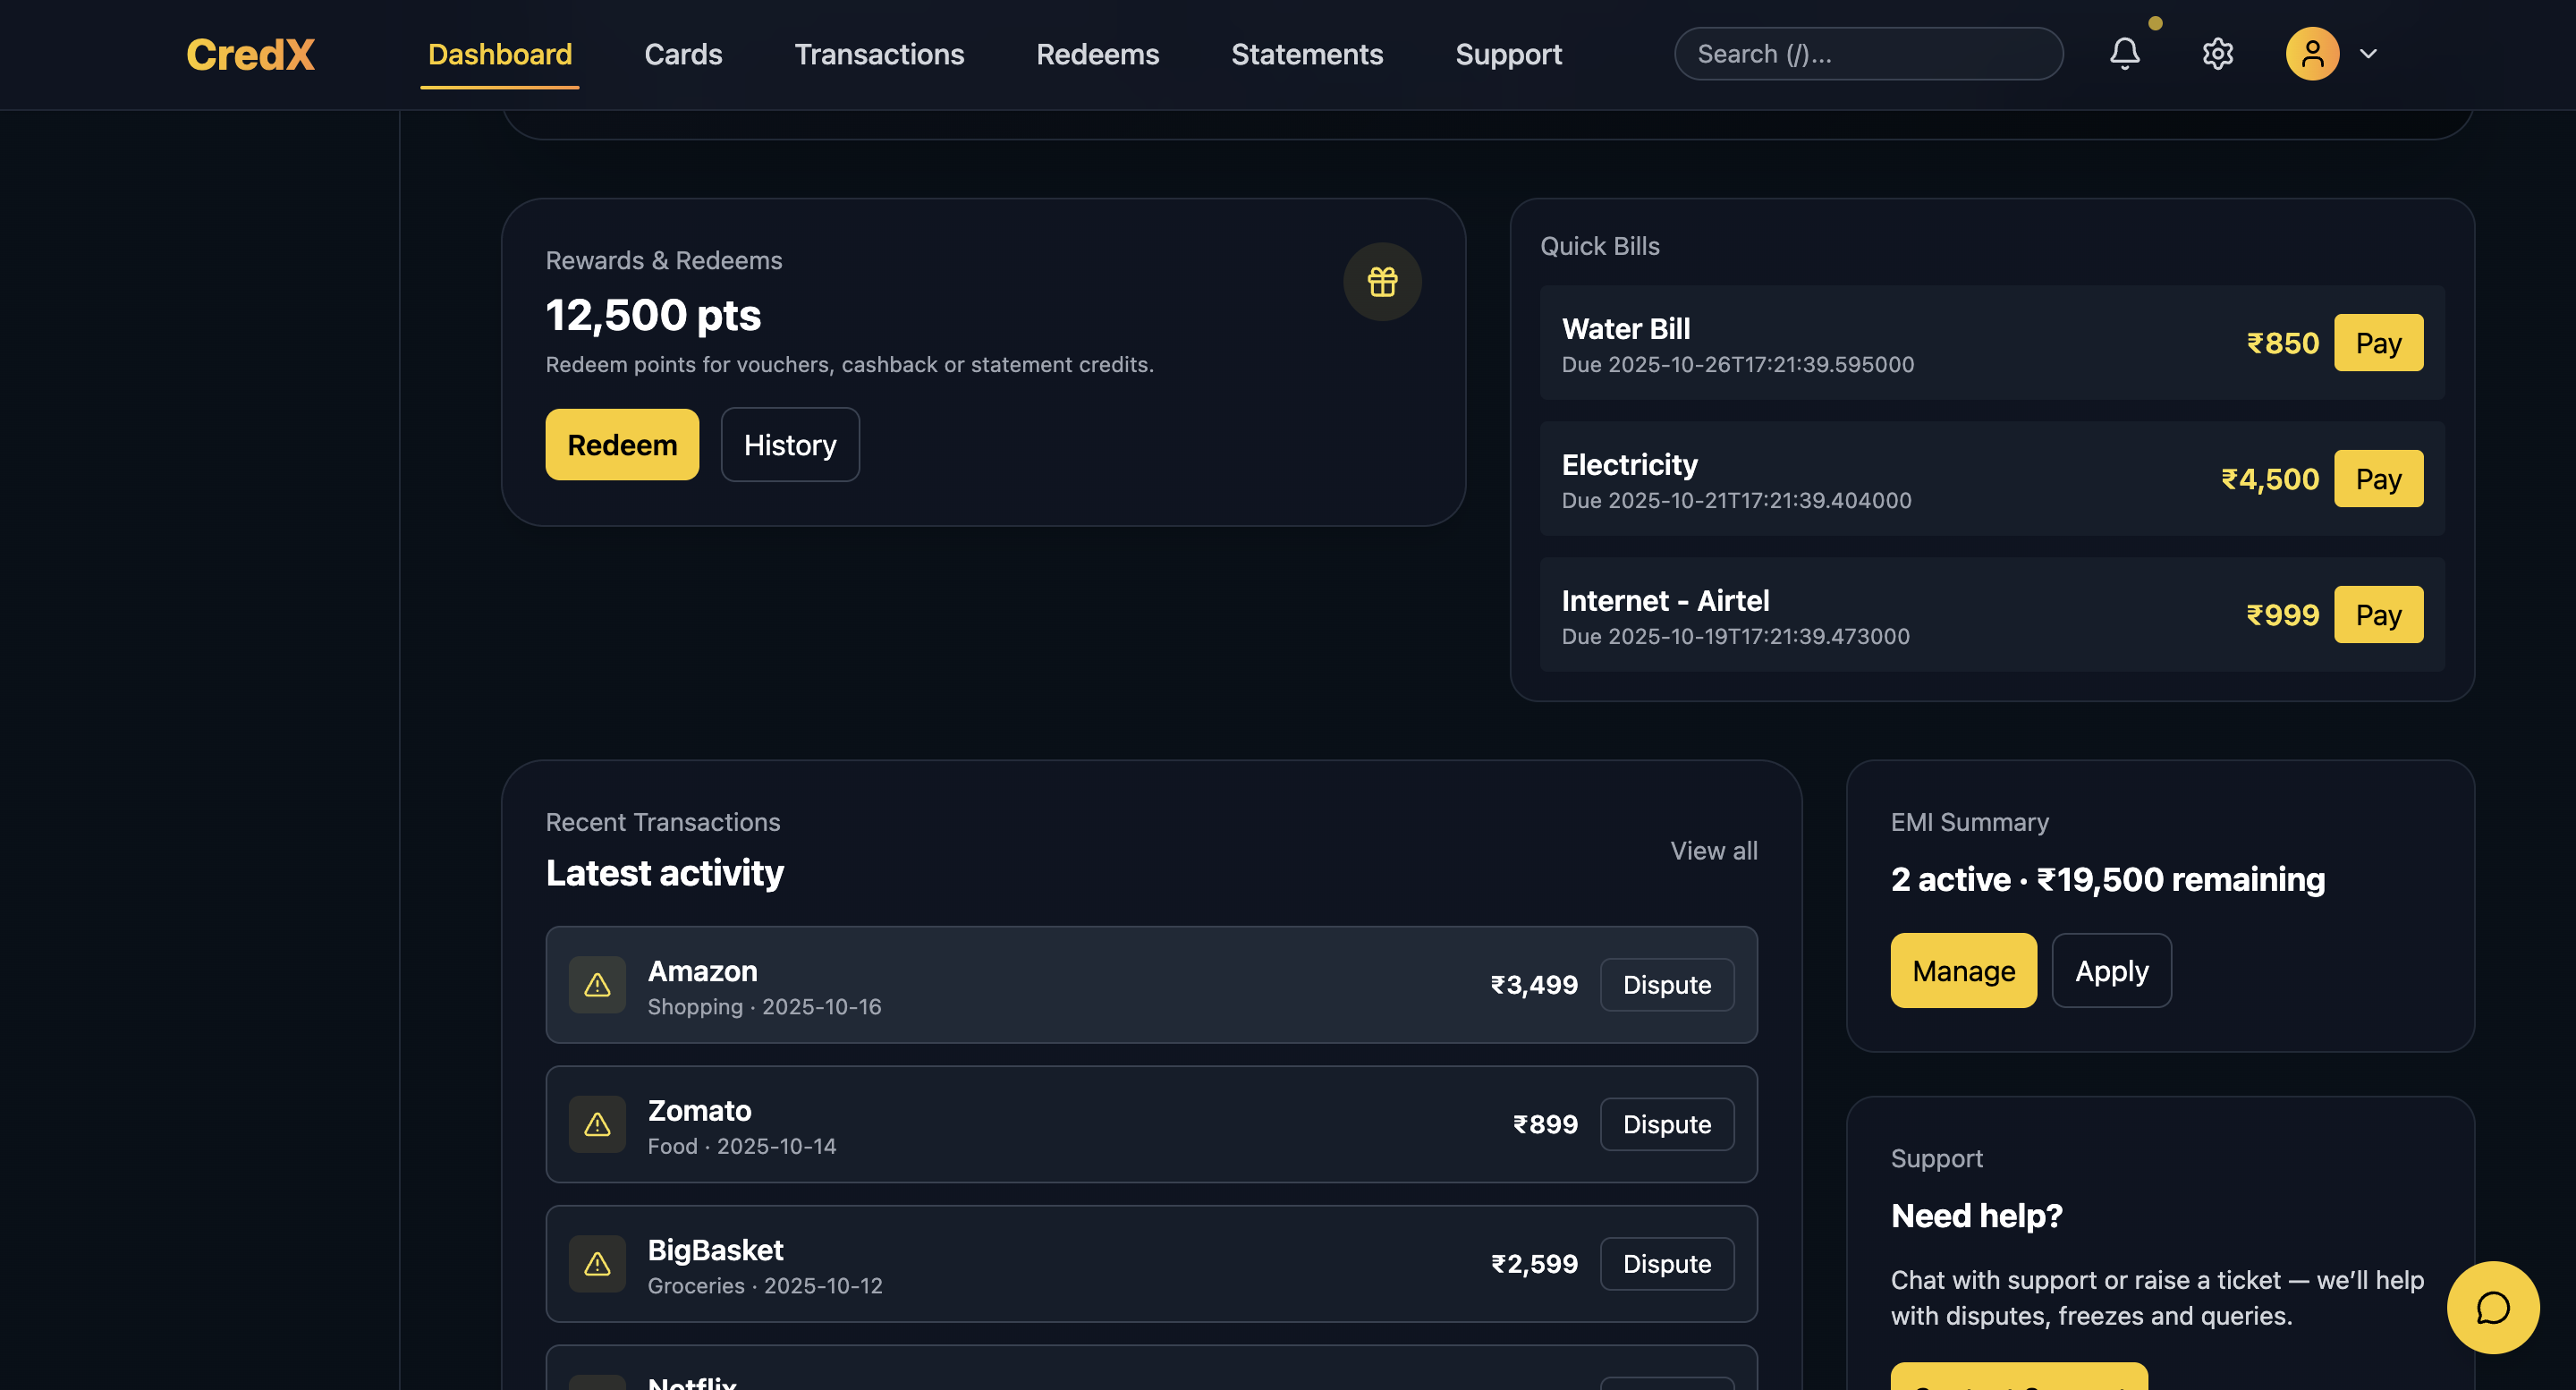 CredX
Dashboard
Cards
Transactions
Redeems
Statements
Support
Search (/)...
Rewards & Redeems
12,500 pts
Redeem points for vouchers, cashback or statement credits.
Redeem
History
Quick Bills
Water Bill
Due 2025-10-26T17:21:39.595000
₹850
Pay
Electricity
Due 2025-10-21T17:21:39.404000
₹4,500
Pay
Internet - Airtel
Due 2025-10-19T17:21:39.473000
₹999
Pay
Recent Transactions
Latest activity
View all
Amazon
Shopping · 2025-10-16
₹3,499
Dispute
Zomato
Food · 2025-10-14
₹899
Dispute
BigBasket
Groceries · 2025-10-12
₹2,599
Dispute
Netflix
EMI Summary
2 active · ₹19,500 remaining
Manage
Apply
Support
Need help?
Chat with support or raise a ticket — we’ll help
with disputes, freezes and queries.